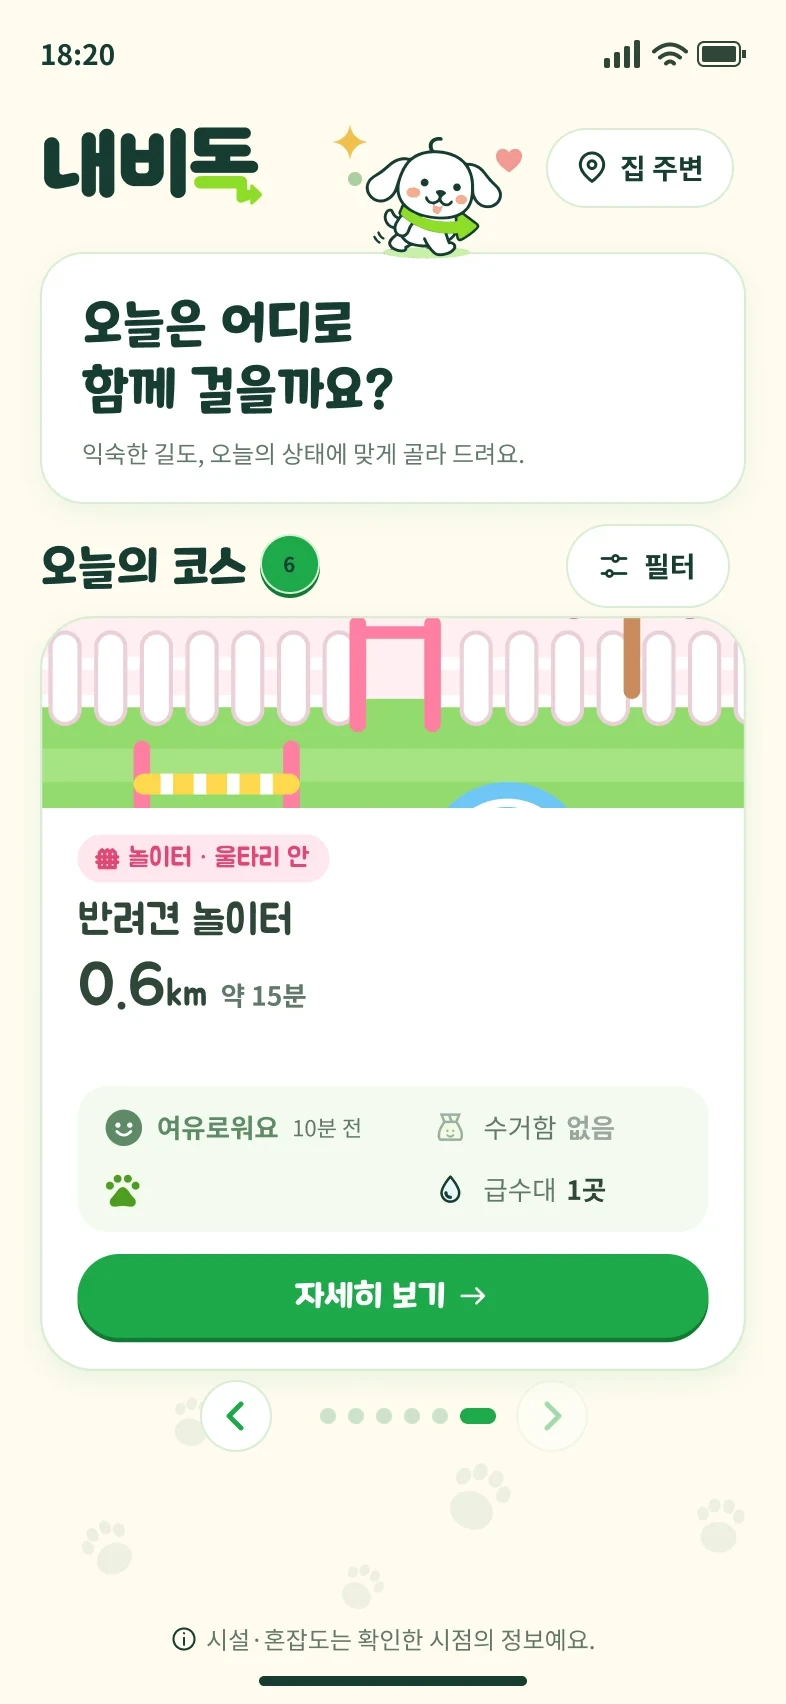 18:20
내비독
집 주변
오늘은 어디로
함께 걸을까요?
익숙한 길도, 오늘의 상태에 맞게 골라 드려요.
오늘의 코스 6
필터
놀이터 · 울타리 안
반려견 놀이터
0.6km 약 15분
여유로워요 10분 전
수거함 없음
급수대 1곳
자세히 보기 →
시설·혼잡도는 확인한 시점의 정보예요.